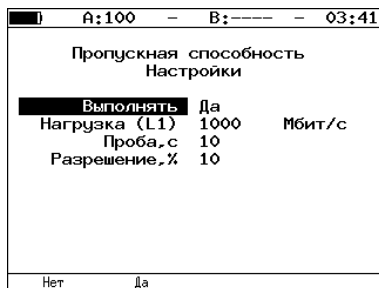 A:100 – B:---- – 03:41
Пропускная способность
Настройки
Выполнять Да
Нагрузка (L1) 1000 Мбит/с
Проба,с 10
Разрешение,% 10
Нет Да